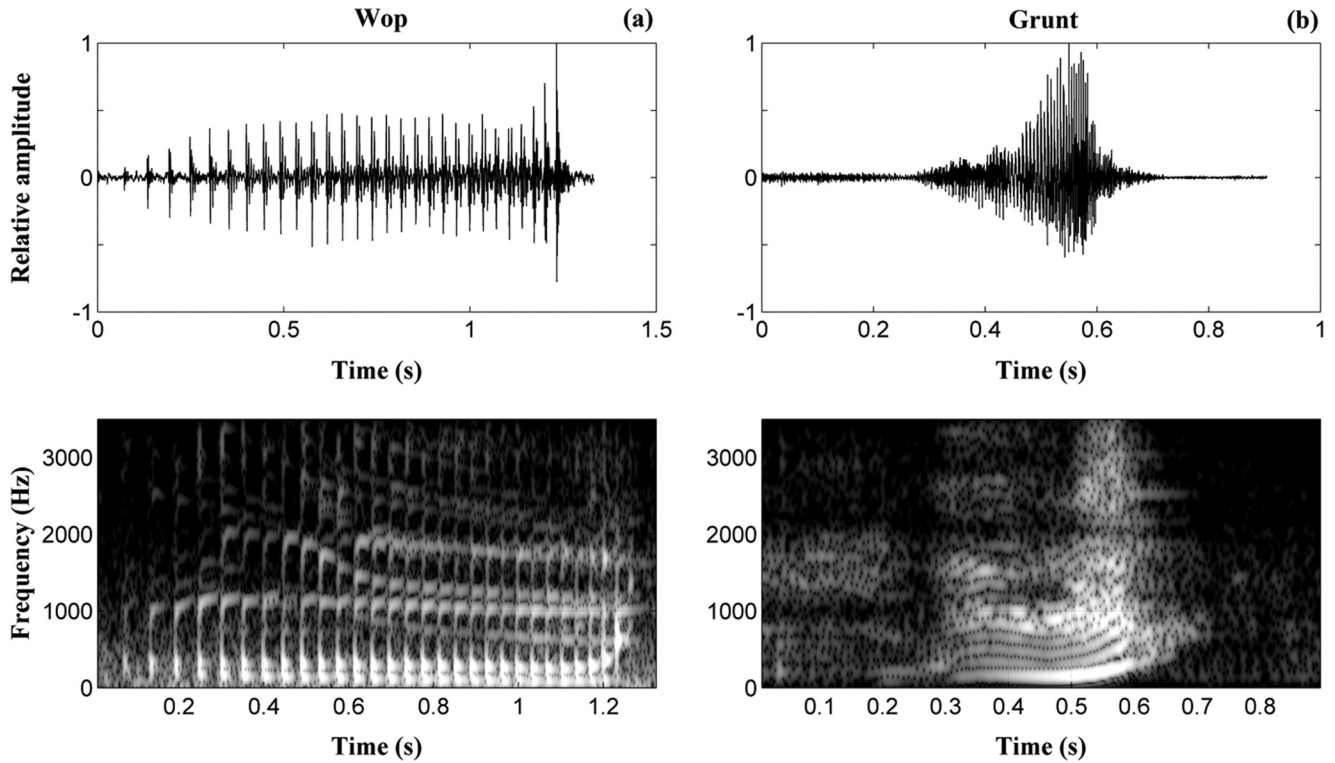 Wop (a)
Grunt (b)
Relative amplitude
1
0
-1
0 0.5 1 1.5
Time (s)
1
0
-1
0 0.2 0.4 0.6 0.8 1
Time (s)
Frequency (Hz)
3000
2000
1000
0
0.2 0.4 0.6 0.8 1 1.2
Time (s)
3000
2000
1000
0
0.1 0.2 0.3 0.4 0.5 0.6 0.7 0.8
Time (s)